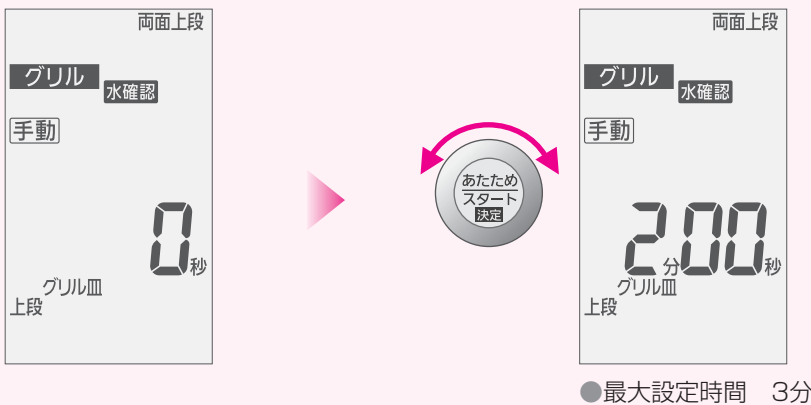 両面上段
グリル
水確認
手動
0秒
グリル皿
上段
あたため
スタート
決定
両面上段
グリル
水確認
手動
2分00秒
グリル皿
上段
●最大設定時間　3分